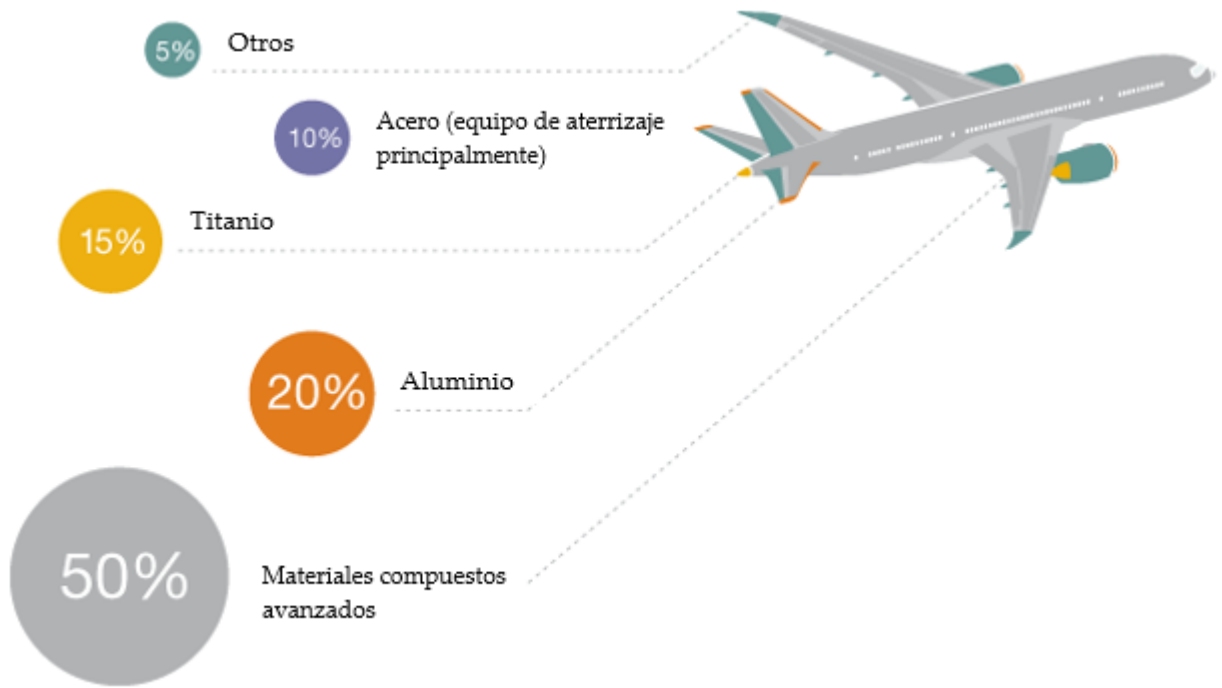 5%
Otros
10%
Acero (equipo de aterrizaje
principalmente)
15%
Titanio
20%
Aluminio
50%
Materiales compuestos
avanzados